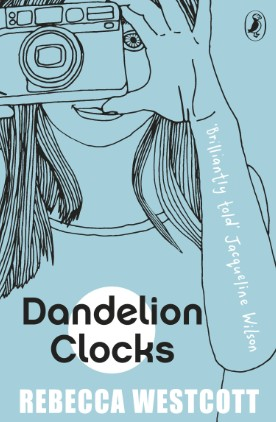 'Brilliantly told' Jacqueline Wilson
Dandelion
Clocks
REBECCA WESTCOTT